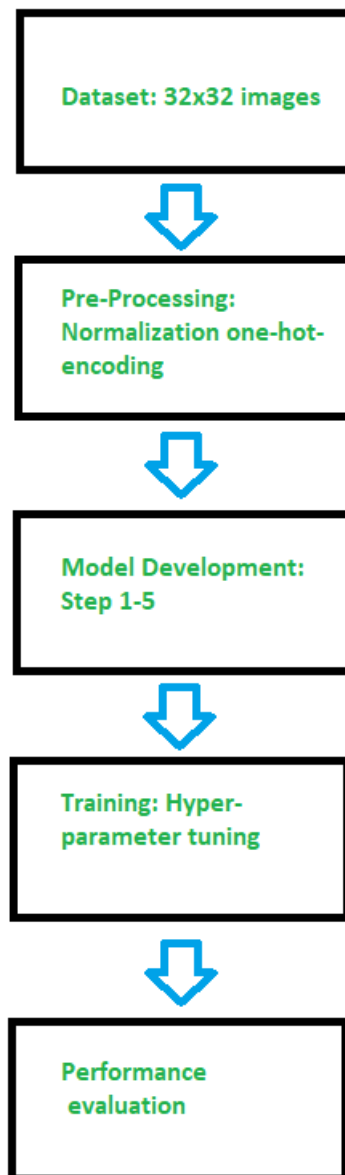 Dataset: 32x32 images
Pre-Processing:
Normalization one-hot-
encoding
Model Development:
Step 1-5
Training: Hyper-
parameter tuning
Performance
evaluation